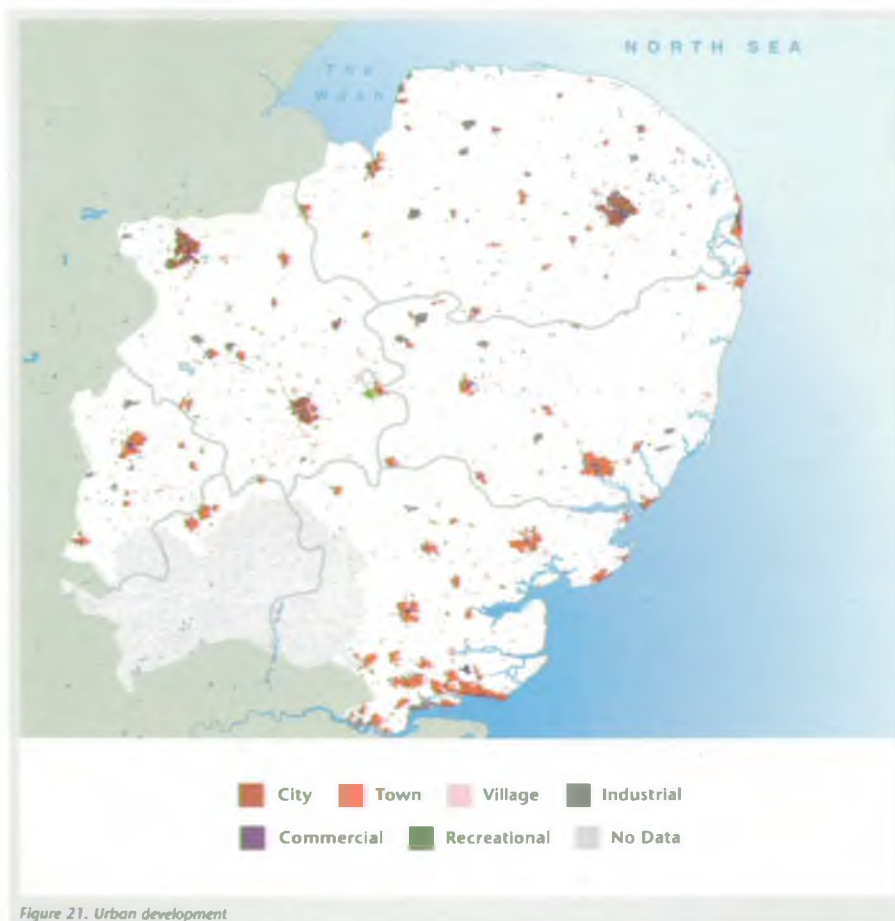 NORTH SEA
The
Wash
City Town Village Industrial
Commercial Recreational No Data
Figure 21. Urban development